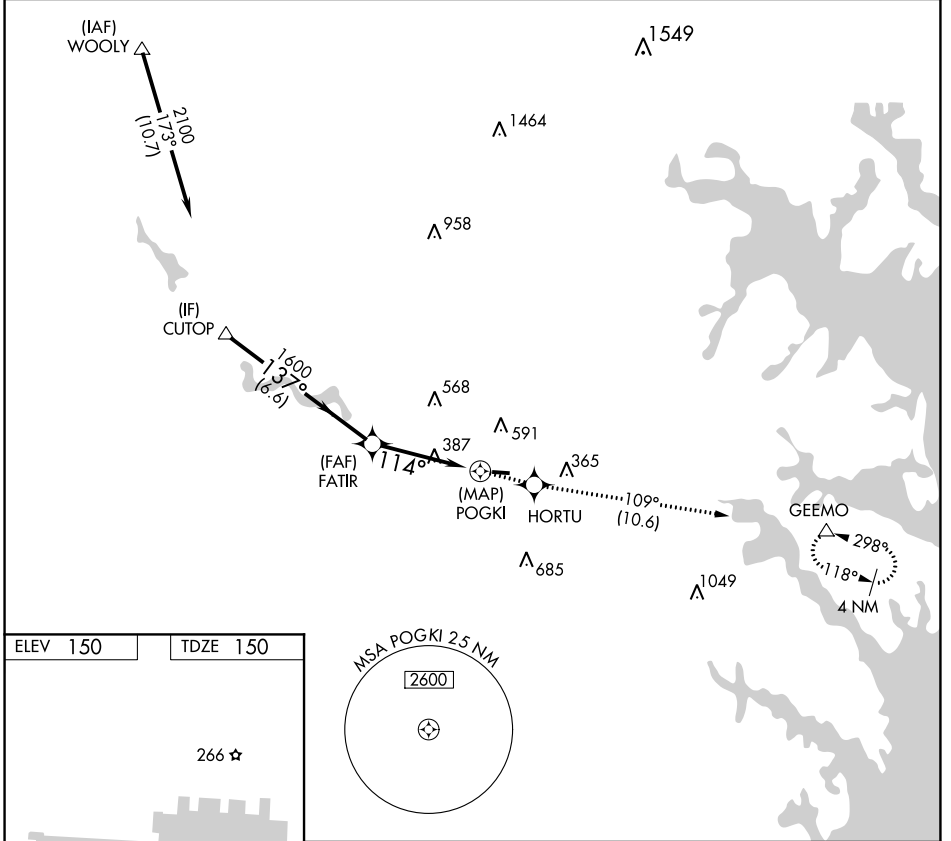 (IAF)
WOOLY
1549
2100
173°
(10.7)
1464
958
(IF)
CUTOP
1600
137°
(6.6)
568
591
387
365
(FAF)
FATIR
114°
(MAP)
POGKI
HORTU
109°
(10.6)
GEEMO
298°
118°
4 NM
685
1049
ELEV 150
TDZE 150
MSA POGKI 25 NM
2600
266